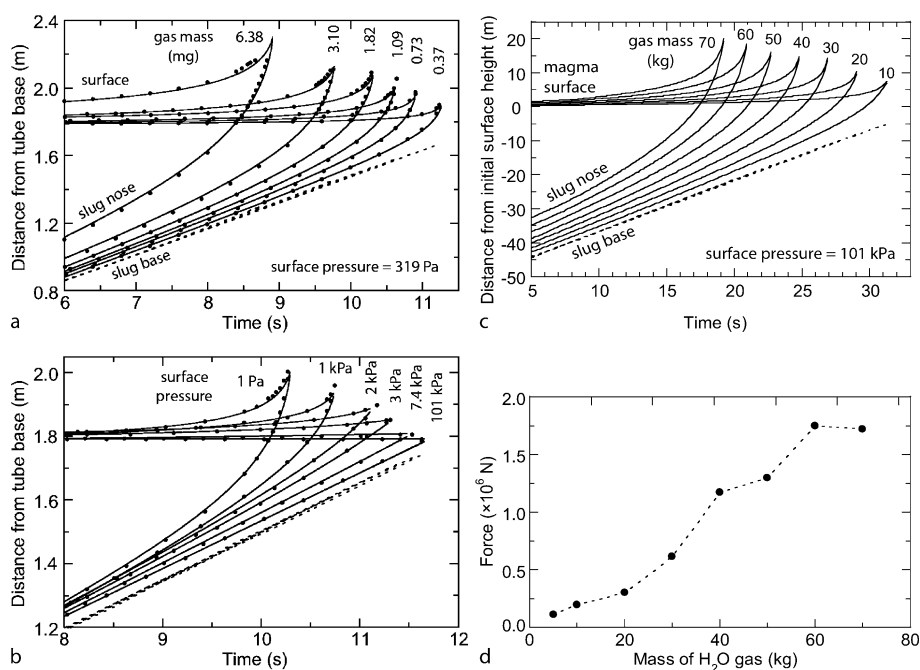 2.4
2.0
1.6
1.2
0.8
Distance from tube base (m)
gas mass
(mg)
6.38
3.10
1.82
1.09
0.73
0.37
surface
slug nose
slug base
surface pressure = 319 Pa
6
7
8
9
10
11
a
Time (s)
20
10
0
-10
-20
-30
-40
-50
Distance from initial surface height (m)
gas mass
(kg)
70
60
50
40
30
20
10
magma
surface
slug nose
slug base
surface pressure = 101 kPa
5
10
15
20
25
30
c
Time (s)
2.0
1.8
1.6
1.4
1.2
Distance from tube base (m)
surface
pressure
1 Pa
1 kPa
2 kPa
3 kPa
7.4 kPa
101 kPa
8
9
10
11
12
b
Time (s)
2.0
1.5
1.0
0.5
0.0
Force (×10⁶ N)
0
20
40
60
80
d
Mass of H₂O gas (kg)